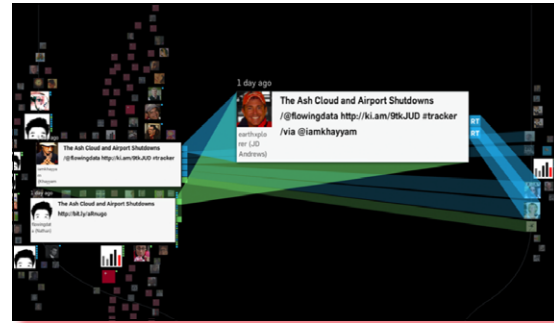 1 day ago
The Ash Cloud and Airport Shutdowns
/@flowingdata http://ki.am/9tkJUD #tracker
/via @iamkhayyam
earthxplo
rer (JD
Andrews)
RT
RT
The Ash Cloud and Airport Shutdowns
/@flowingdata http://ki.am/9tkJUD #tracker
1 day ago
The Ash Cloud and Airport Shutdowns
http://bit.ly/aRnugo
flowingdat
a (Nathan)